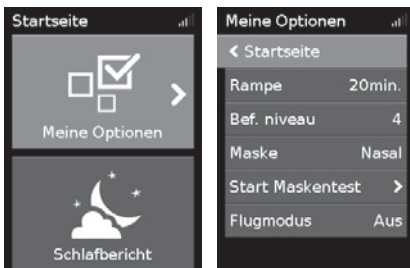 Startseite
Meine Optionen
Schlafbericht
Meine Optionen
Startseite
Rampe 20min.
Bef. niveau 4
Maske Nasal
Start Maskentest
Flugmodus Aus